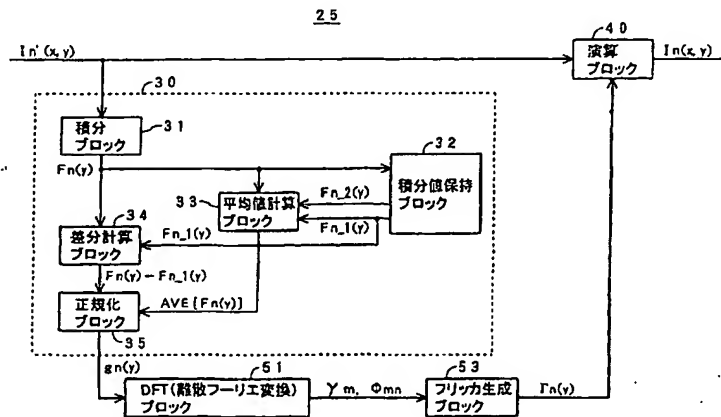 25
In'(x,y)
40
演算
ブロック
In(x,y)
30
積分
ブロック
31
Fn(y)
32
積分値保持
ブロック
33
平均値計算
ブロック
Fn_2(y)
Fn_1(y)
34
差分計算
ブロック
Fn_1(y)
Fn(y)-Fn_1(y)
正規化
ブロック
35
AVE[Fn(y)]
gn(y)
51
DFT(離散フーリエ変換)
ブロック
γm, Φmn
53
フリッカ生成
ブロック
Γn(y)